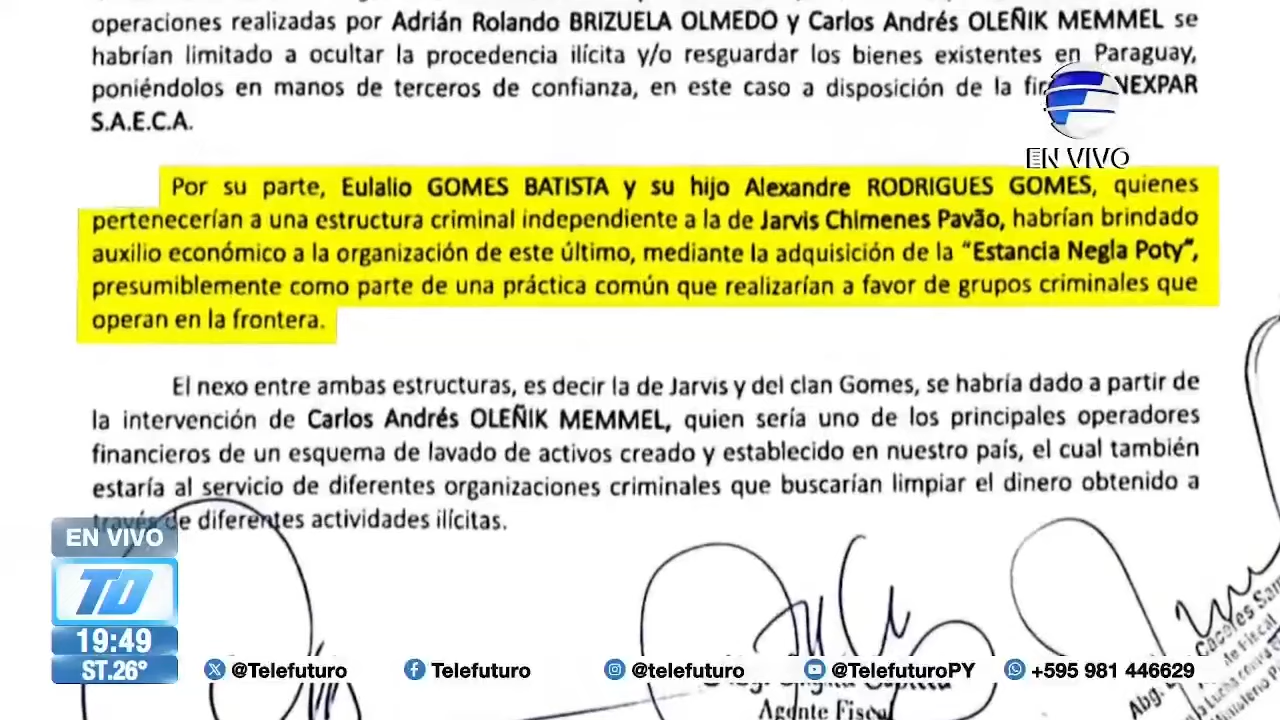 operaciones realizadas por Adrián Rolando BRIZUELA OLMEDO y Carlos Andrés OLEÑIK MEMMEL se
habrían limitado a ocultar la procedencia ilícita y/o resguardar los bienes existentes en Paraguay,
poniéndolos en manos de terceros de confianza, en este caso a disposición de la
NEXPAR
S.A.E.C.A.
EN VIVO
Por su parte, Eulalio GOMES BATISTA y su hijo Alexandre RODRIGUES GOMES, quienes
pertenecerían a una estructura criminal independiente a la de Jarvis Chimenes Pavão, habrían brindado
auxilio económico a la organización de este último, mediante la adquisición de la “Estancia Negla Poty”,
presumiblemente como parte de una práctica común que realizarían a favor de grupos criminales que
operan en la frontera.
El nexo entre ambas estructuras, es decir la de Jarvis y del clan Gomes, se habría dado a partir de
la intervención de Carlos Andrés OLEÑIK MEMMEL, quien sería uno de los principales operadores
financieros de un esquema de lavado de activos creado y establecido en nuestro país, el cual también
estaría al servicio de diferentes organizaciones criminales que buscarían limpiar el dinero obtenido a
través de diferentes actividades ilícitas.
EN VIVO
TD
19:49
ST.26°
@Telefuturo
Telefuturo
@telefuturo
@TelefuturoPY
+595 981 446629
Agente Fiscal
Abg.
Cáceres